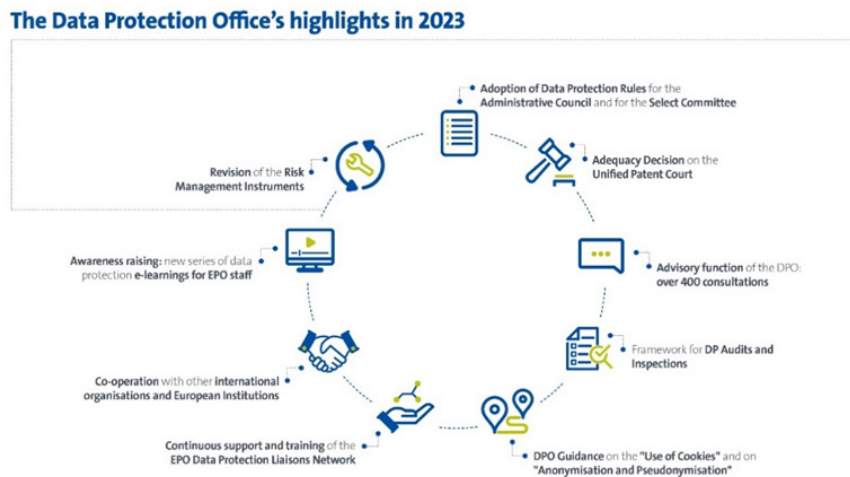 The Data Protection Office's highlights in 2023
Adoption of Data Protection Rules for the
Administrative Council and for the Select Committee
Adequacy Decision on the
Unified Patent Court
Advisory function of the DPO:
over 400 consultations
Framework for DP Audits and
Inspections
DPO Guidance on the "Use of Cookies" and on
"Anonymisation and Pseudonymisation"
Continuous support and training of the
EPO Data Protection Liaisons Network
Co-operation with other international
organisations and European Institutions
Awareness raising: new series of data
protection e-learnings for EPO staff
Revision of the Risk
Management Instruments